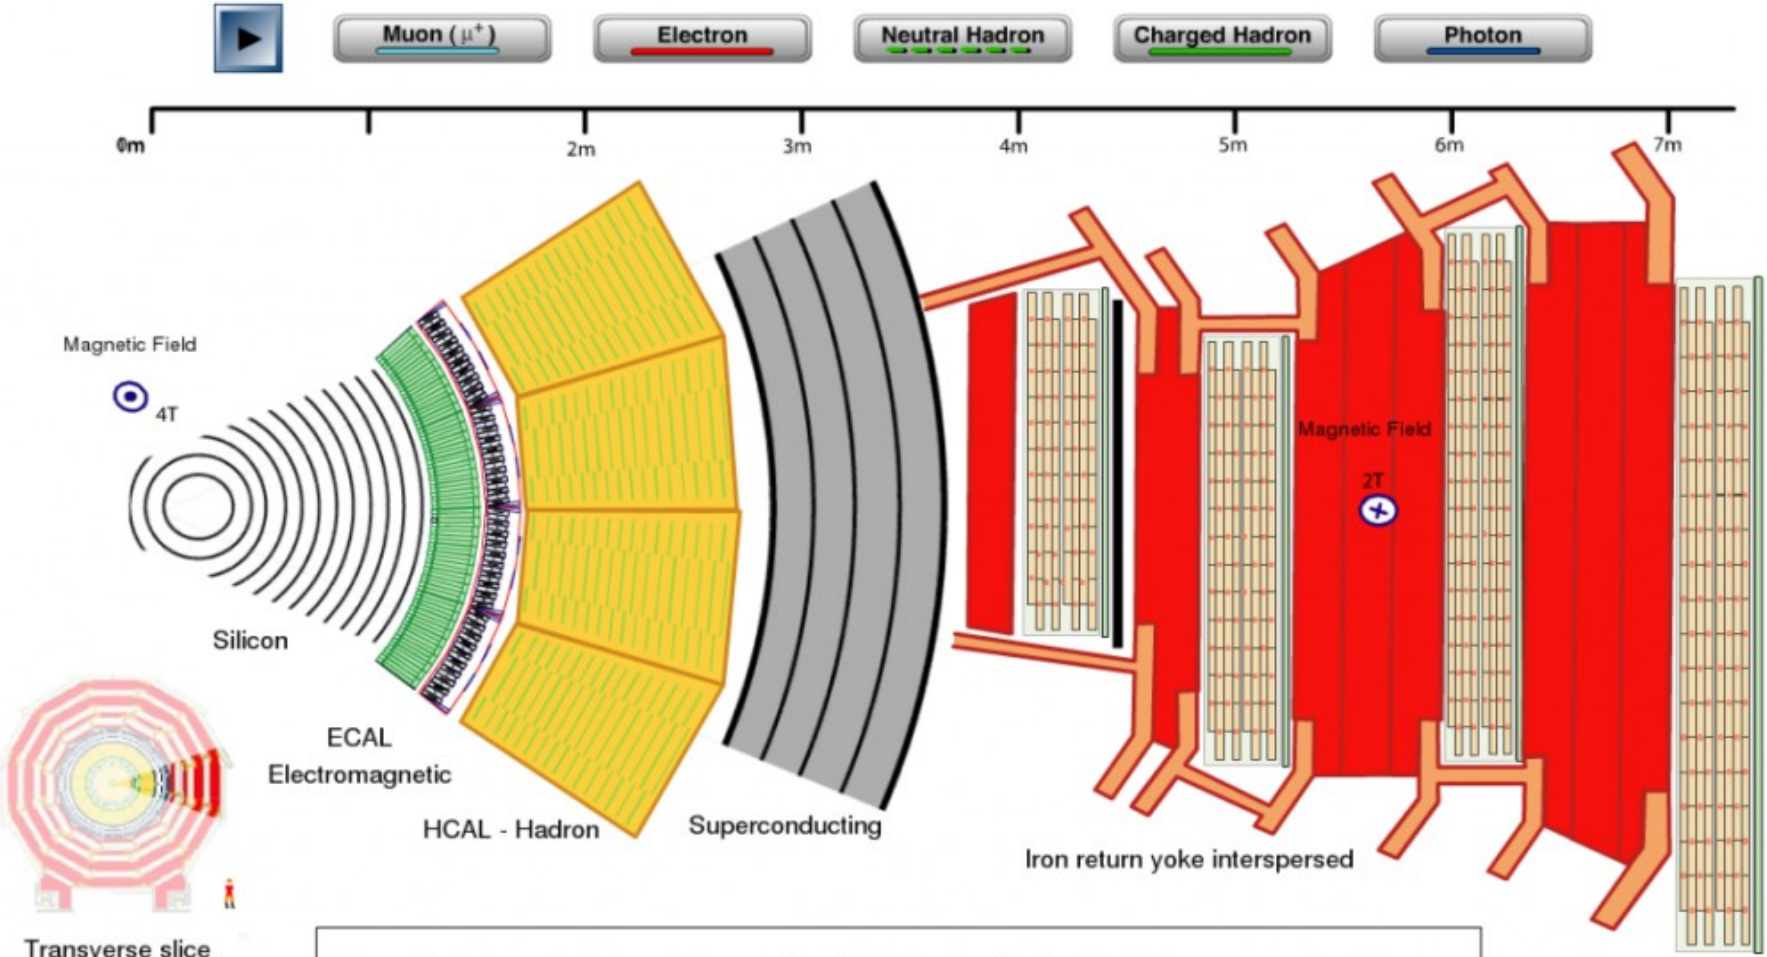 Muon (μ⁺)
Electron
Neutral Hadron
Charged Hadron
Photon
0m
2m
3m
4m
5m
6m
7m
Magnetic Field
4T
Magnetic Field
2T
Silicon
ECAL
Electromagnetic
HCAL - Hadron
Superconducting
Iron return yoke interspersed
Transverse slice